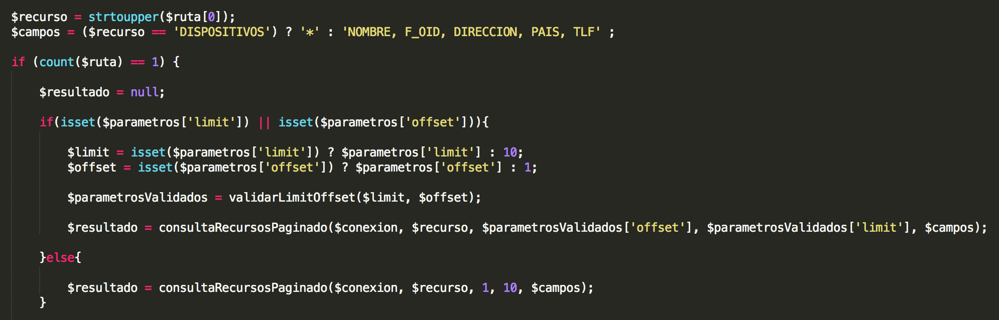 $recurso = strtoupper($ruta[0]);
$campos = ($recurso == 'DISPOSITIVOS') ? '*' : 'NOMBRE, F_OID, DIRECCION, PAIS, TLF' ;
if (count($ruta) == 1) {
$resultado = null;
if(isset($parametros['limit']) || isset($parametros['offset'])){
$limit = isset($parametros['limit']) ? $parametros['limit'] : 10;
$offset = isset($parametros['offset']) ? $parametros['offset'] : 1;
$parametrosValidados = validarLimitOffset($limit, $offset);
$resultado = consultaRecursosPaginado($conexion, $recurso, $parametrosValidados['offset'], $parametrosValidados['limit'], $campos);
}else{
$resultado = consultaRecursosPaginado($conexion, $recurso, 1, 10, $campos);
}